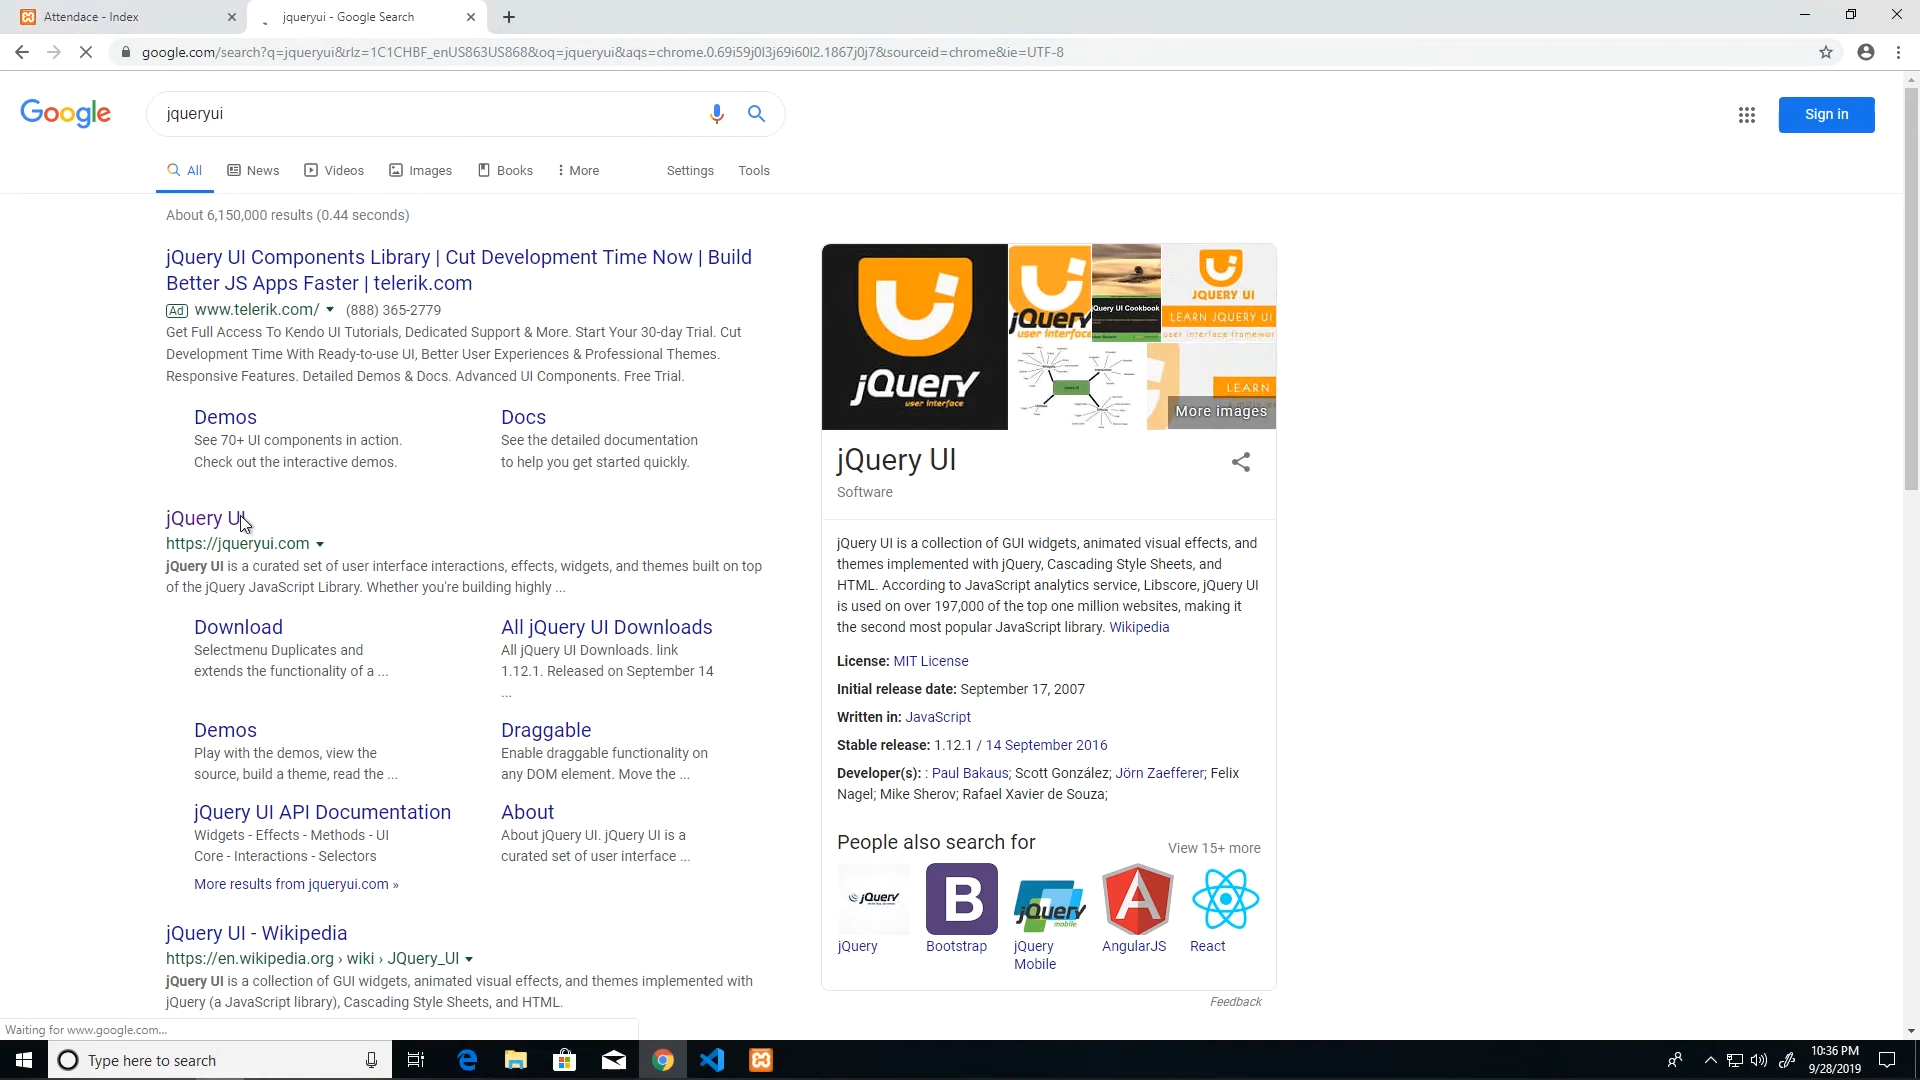 Attendace - Index
jqueryui - Google Search
google.com/search?q=jqueryui&rlz=1C1CHBF_enUS863US868&oq=jqueryui&aqs=chrome.0.69i59j0l3j69i60l2.1867j0j7&sourceid=chrome&ie=UTF-8
Google
jqueryui
Sign in
All News Videos Images Books More Settings Tools
About 6,150,000 results (0.44 seconds)
jQuery UI Components Library | Cut Development Time Now | Build
Better JS Apps Faster | telerik.com
Ad www.telerik.com/ (888) 365-2779
Get Full Access To Kendo UI Tutorials, Dedicated Support & More. Start Your 30-day Trial. Cut
Development Time With Ready-to-use UI, Better User Experiences & Professional Themes.
Responsive Features. Detailed Demos & Docs. Advanced UI Components. Free Trial.
Demos
See 70+ UI components in action.
Check out the interactive demos.
Docs
See the detailed documentation
to help you get started quickly.
jQuery UI
https://jqueryui.com
jQuery UI is a curated set of user interface interactions, effects, widgets, and themes built on top
of the jQuery JavaScript Library. Whether you're building highly ...
Download
Selectmenu Duplicates and
extends the functionality of a ...
All jQuery UI Downloads
All jQuery UI Downloads. link
1.12.1. Released on September 14
...
Demos
Play with the demos, view the
source, build a theme, read the ...
Draggable
Enable draggable functionality on
any DOM element. Move the ...
jQuery UI API Documentation
Widgets - Effects - Methods - UI
Core - Interactions - Selectors
About
About jQuery UI. jQuery UI is a
curated set of user interface ...
More results from jqueryui.com »
jQuery UI - Wikipedia
https://en.wikipedia.org › wiki › JQuery_UI
jQuery UI is a collection of GUI widgets, animated visual effects, and themes implemented with
jQuery (a JavaScript library), Cascading Style Sheets, and HTML.
jQuery
user interface
jQuery
user interface
Query UI Cookbook
JQUERY UI
LEARN JQUERY UI
user interface framewor
LEARN
More images
jQuery UI
Software
jQuery UI is a collection of GUI widgets, animated visual effects, and
themes implemented with jQuery, Cascading Style Sheets, and
HTML. According to JavaScript analytics service, Libscore, jQuery UI
is used on over 197,000 of the top one million websites, making it
the second most popular JavaScript library. Wikipedia
License: MIT License
Initial release date: September 17, 2007
Written in: JavaScript
Stable release: 1.12.1 / 14 September 2016
Developer(s): : Paul Bakaus; Scott González; Jörn Zaefferer; Felix
Nagel; Mike Sherov; Rafael Xavier de Souza;
People also search for
View 15+ more
jQuery
B
jQuery
mobile
A
jQuery
Bootstrap
jQuery
Mobile
AngularJS
React
Feedback
Waiting for www.google.com...
Type here to search
10:36 PM
9/28/2019